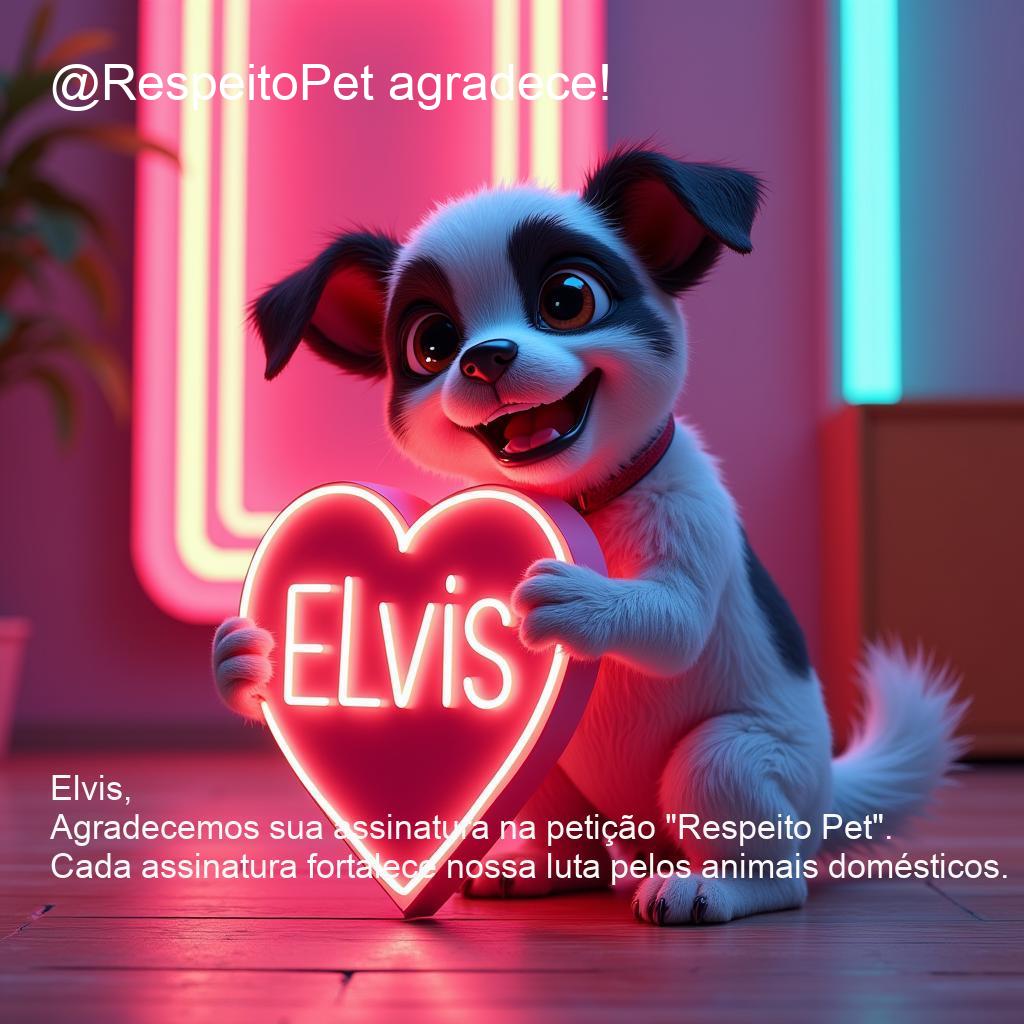 @RespeitoPet agradece!
ELviS
Elvis,
Agradecemos sua assinatura na petição "Respeito Pet".
Cada assinatura fortalece nossa luta pelos animais domésticos.